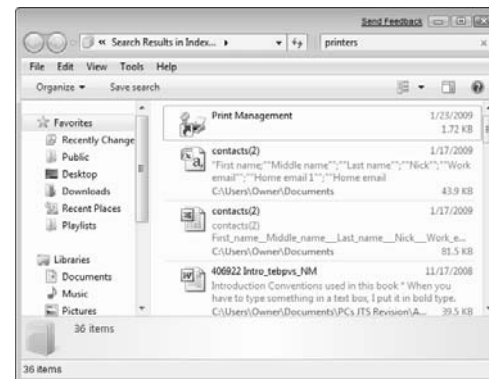 Send Feedback
« Search Results in Index...
printers
File Edit View Tools Help
Organize Save search
Favorites
Recently Change
Public
Desktop
Downloads
Recent Places
Playlists
Libraries
Documents
Music
Pictures
Print Management 1/23/2009
1.72 KB
contacts(2) 1/17/2009
"First name;""Middle name"";""Last name"";""Nick"";""Work
email"";""Home email 1"";""Home email
C:\Users\Owner\Documents 43.9 KB
contacts(2) 1/17/2009
contacts(2)
First_name__Middle_name__Last_name__Nick__Work_e...
C:\Users\Owner\Documents 81.5 KB
406922 Intro_tebpvs_NM 11/17/2008
Introduction Conventions used in this book * When you
have to type something in a text box, I put it in bold type.
C:\Users\Owner\Documents\PCs JTS Revision\A... 39.5 KB
36 items
36 items